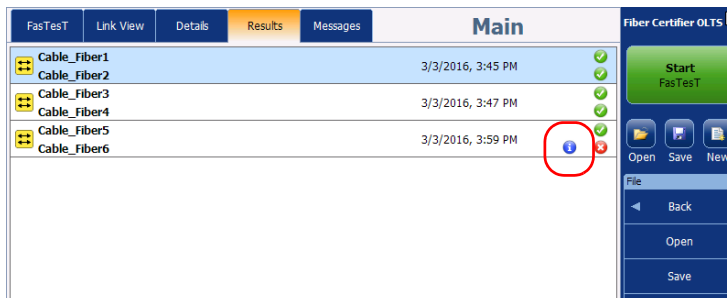 FasTesT Link View Details Results Messages Main Fiber Certifier OLTS
Cable_Fiber1
Cable_Fiber2
3/3/2016, 3:45 PM
Cable_Fiber3
Cable_Fiber4
3/3/2016, 3:47 PM
Cable_Fiber5
Cable_Fiber6
3/3/2016, 3:59 PM
i
Start
FasTesT
Open Save New
File
Back
Open
Save